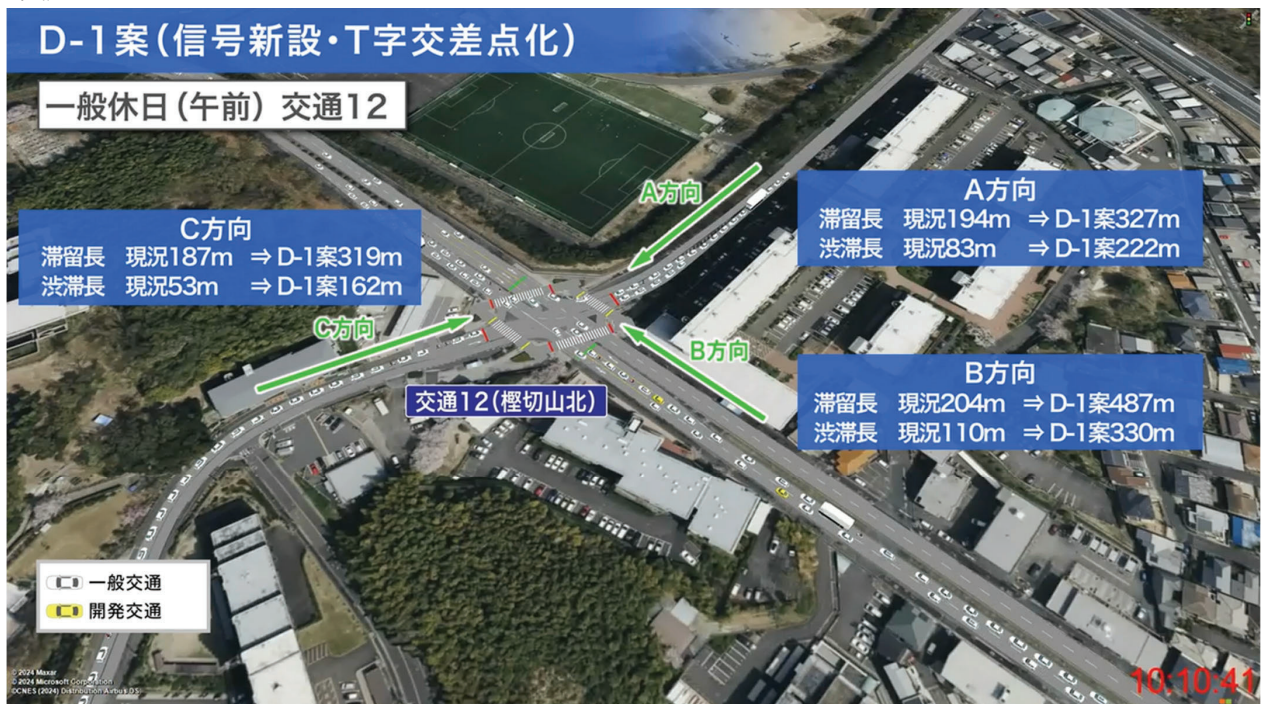 D-1案(信号新設・T字交差点化)
一般休日(午前) 交通12
A方向
A方向
滞留長 現況194m ⇒ D-1案327m
渋滞長 現況83m ⇒ D-1案222m
C方向
滞留長 現況187m ⇒ D-1案319m
渋滞長 現況53m ⇒ D-1案162m
C方向
B方向
B方向
滞留長 現況204m ⇒ D-1案487m
渋滞長 現況110m ⇒ D-1案330m
交通12(樫切山北)
一般交通
開発交通
© 2024 Maxar
© 2024 Microsoft Corporation
©CNES (2024) Distribution Airbus DS
10:10:41